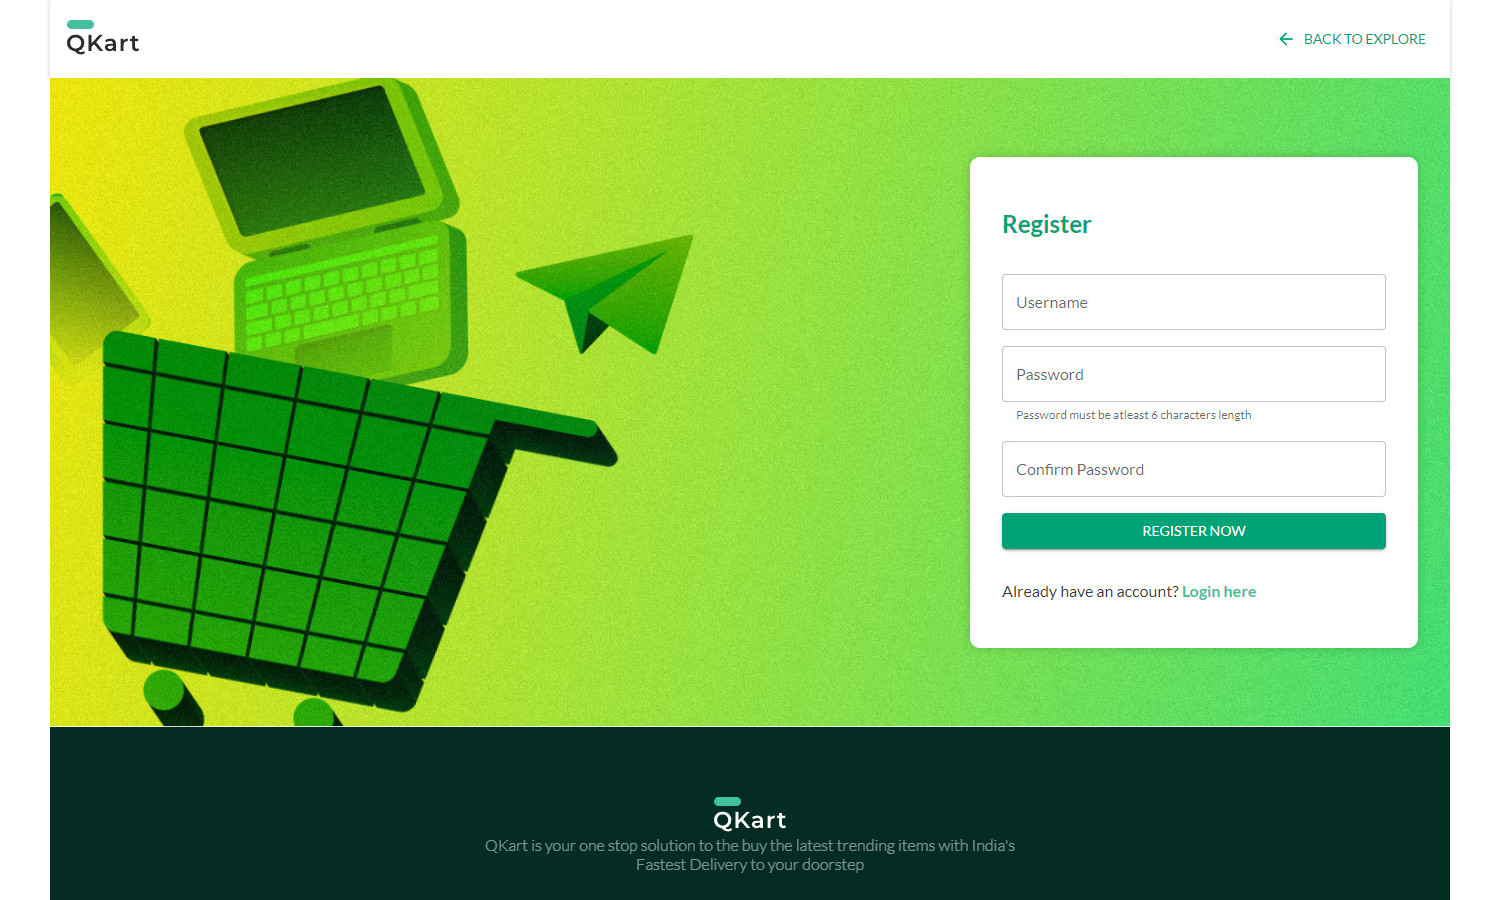 QKart
BACK TO EXPLORE
Register
Username
Password
Password must be atleast 6 characters length
Confirm Password
REGISTER NOW
Already have an account? Login here
QKart
QKart is your one stop solution to the buy the latest trending items with India's
Fastest Delivery to your doorstep